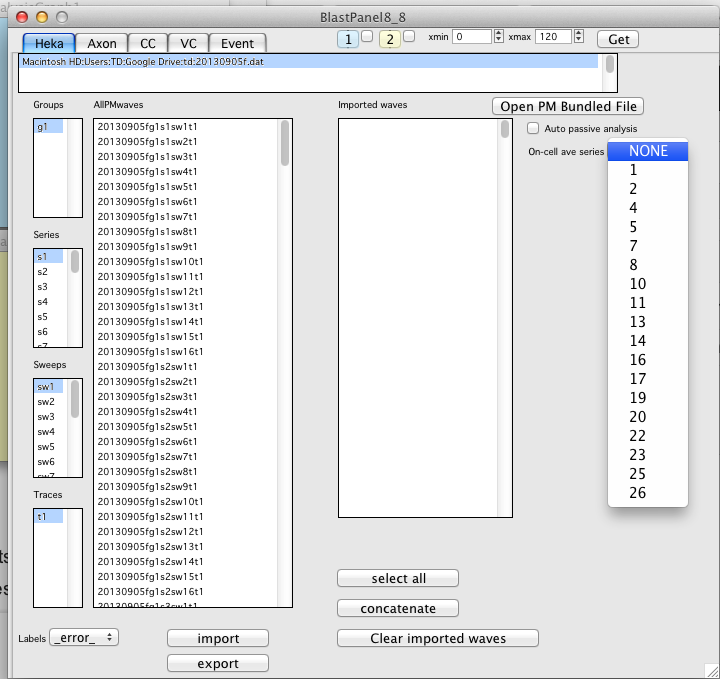 BlastPanel8_8
Heka Axon CC VC Event 1 2 xmin 0 xmax 120 Get
Macintosh HD:Users:TD:Google Drive:td:20130905f.dat
Groups AllPMwaves Imported waves Open PM Bundled File
Auto passive analysis
On-cell ave series NONE
1
2
4
5
7
8
10
11
13
14
16
17
19
20
22
23
25
26
g1
Series
s1
s2
s3
s4
s5
s6
s7
Sweeps
sw1
sw2
sw3
sw4
sw5
sw6
sw7
Traces
t1
20130905fg1s1sw1t1
20130905fg1s1sw2t1
20130905fg1s1sw3t1
20130905fg1s1sw4t1
20130905fg1s1sw5t1
20130905fg1s1sw6t1
20130905fg1s1sw7t1
20130905fg1s1sw8t1
20130905fg1s1sw9t1
20130905fg1s1sw10t1
20130905fg1s1sw11t1
20130905fg1s1sw12t1
20130905fg1s1sw13t1
20130905fg1s1sw14t1
20130905fg1s1sw15t1
20130905fg1s1sw16t1
20130905fg1s2sw1t1
20130905fg1s2sw2t1
20130905fg1s2sw3t1
20130905fg1s2sw4t1
20130905fg1s2sw5t1
20130905fg1s2sw6t1
20130905fg1s2sw7t1
20130905fg1s2sw8t1
20130905fg1s2sw9t1
20130905fg1s2sw10t1
20130905fg1s2sw11t1
20130905fg1s2sw12t1
20130905fg1s2sw13t1
20130905fg1s2sw14t1
20130905fg1s2sw15t1
20130905fg1s2sw16t1
20130905fg1s3sw1t1
select all
concatenate
Clear imported waves
Labels _error_
import
export